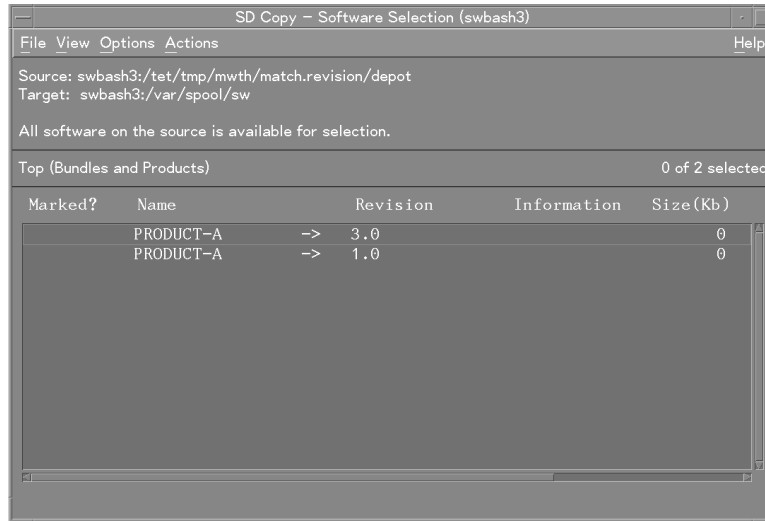 SD Copy - Software Selection (swbash3)
File View Options Actions Help
Source: swbash3:/tet/tmp/mwth/match.revision/depot
Target: swbash3:/var/spool/sw
All software on the source is available for selection.
Top (Bundles and Products) 0 of 2 selected
Marked? Name Revision Information Size(Kb)
PRODUCT-A -> 3.0 0
PRODUCT-A -> 1.0 0